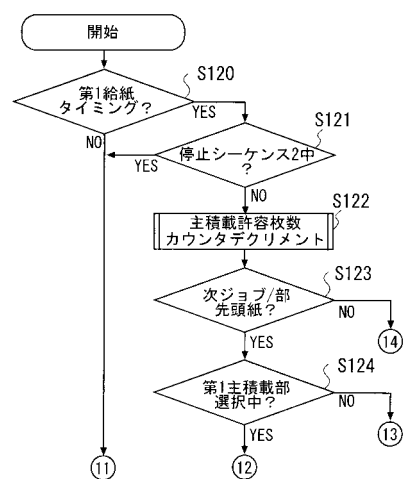 開始
S120
第1給紙
タイミング?
YES
NO
S121
停止シーケンス2中
?
YES
NO
S122
主積載許容枚数
カウンタデクリメント
S123
次ジョブ/部
先頭紙?
NO
YES
14
S124
第1主積載部
選択中?
NO
YES
13
11
12